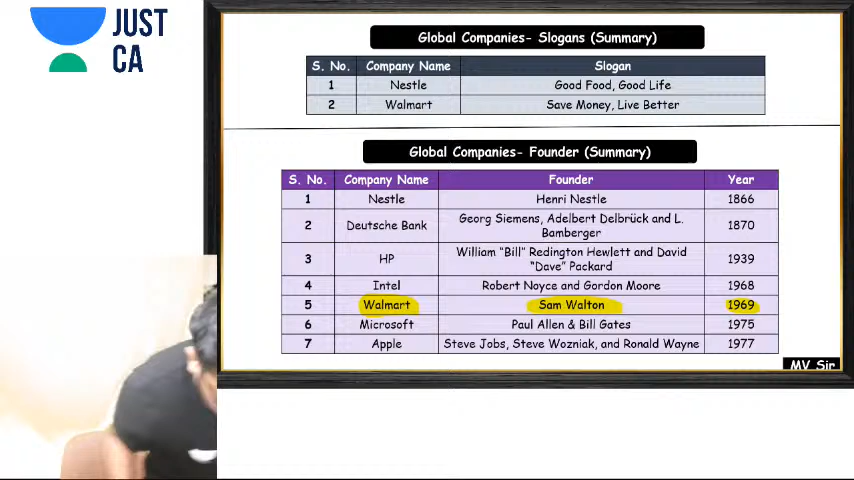 JUST
CA
Global Companies- Slogans (Summary)
S. No. Company Name Slogan
1 Nestle Good Food, Good Life
2 Walmart Save Money, Live Better
Global Companies- Founder (Summary)
S. No. Company Name Founder Year
1 Nestle Henri Nestle 1866
2 Deutsche Bank Georg Siemens, Adelbert Delbrück and L. Bamberger 1870
3 HP William “Bill” Redington Hewlett and David “Dave” Packard 1939
4 Intel Robert Noyce and Gordon Moore 1968
5 Walmart Sam Walton 1969
6 Microsoft Paul Allen & Bill Gates 1975
7 Apple Steve Jobs, Steve Wozniak, and Ronald Wayne 1977
MV Sir